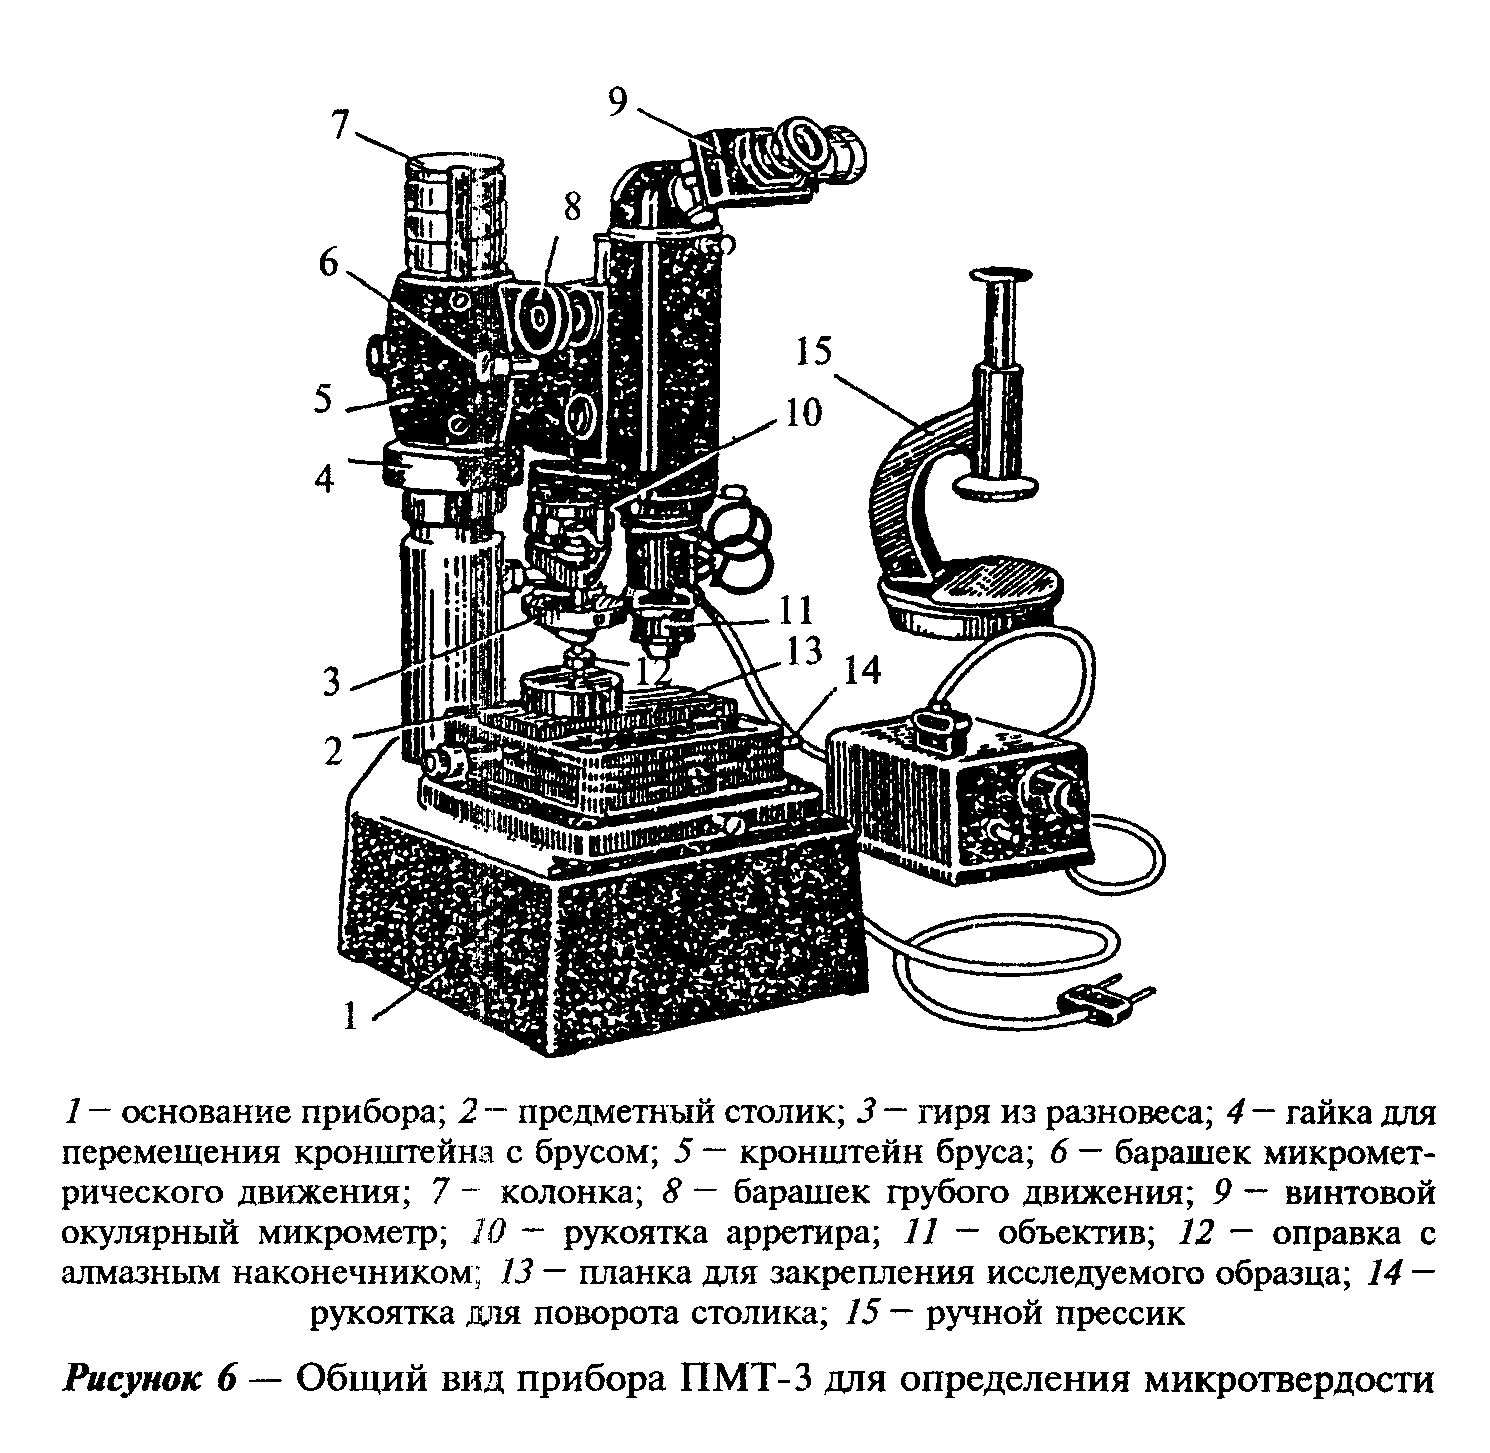 7
9
8
6
15
5
10
4
11
3
12
13
14
2
1
1 — основание прибора; 2 — предметный столик; 3 — гиря из разновеса; 4 — гайка для
перемещения кронштейна с брусом; 5 — кронштейн бруса; 6 — барашек микромет-
рического движения; 7 - колонка; 8 — барашек грубого движения; 9 — винтовой
окулярный микрометр; 10 — рукоятка арретира; 11 — объектив; 12 — оправка с
алмазным наконечником; 13 — планка для закрепления исследуемого образца; 14 —
рукоятка для поворота столика; 15 — ручной прессик
Рисунок 6 — Общий вид прибора ПМТ-3 для определения микротвердости